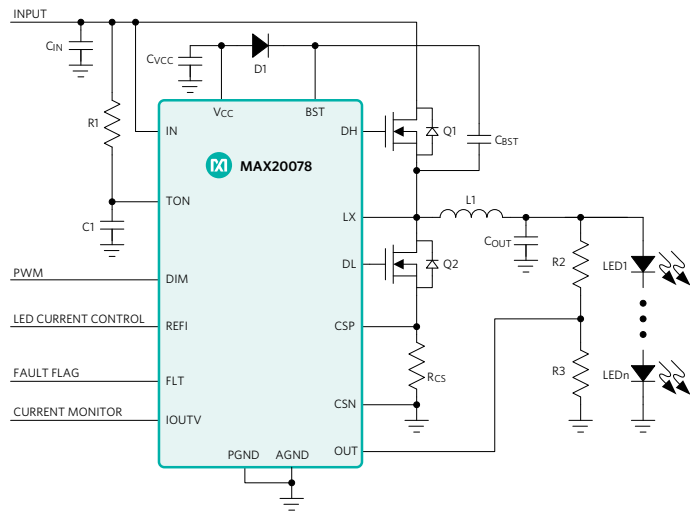 INPUT
CIN
CVCC
D1
R1
VCC
BST
IN
DH
Q1
CBST
MAX20078
TON
C1
LX
L1
COUT
DL
Q2
R2
LED1
PWM
DIM
LED CURRENT CONTROL
REFI
CSP
RCS
R3
LEDn
FAULT FLAG
FLT
CSN
CURRENT MONITOR
IOUTV
OUT
PGND
AGND